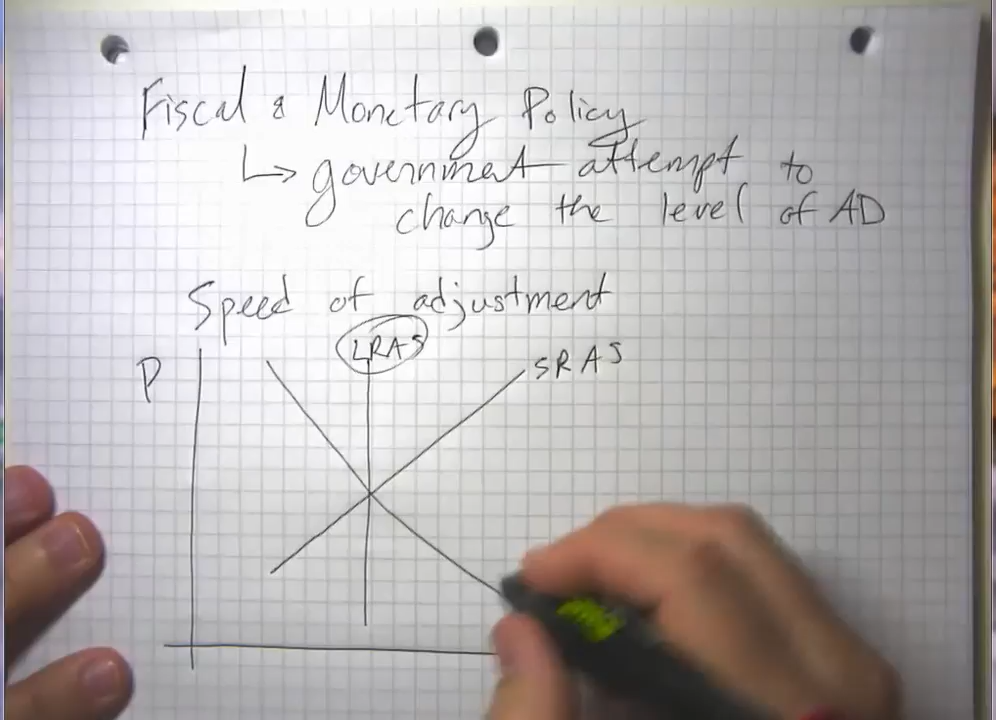 Fiscal & Monetary Policy
↳ government attempt to
change the level of AD
Speed of adjustment
LRAS
SRAS
P